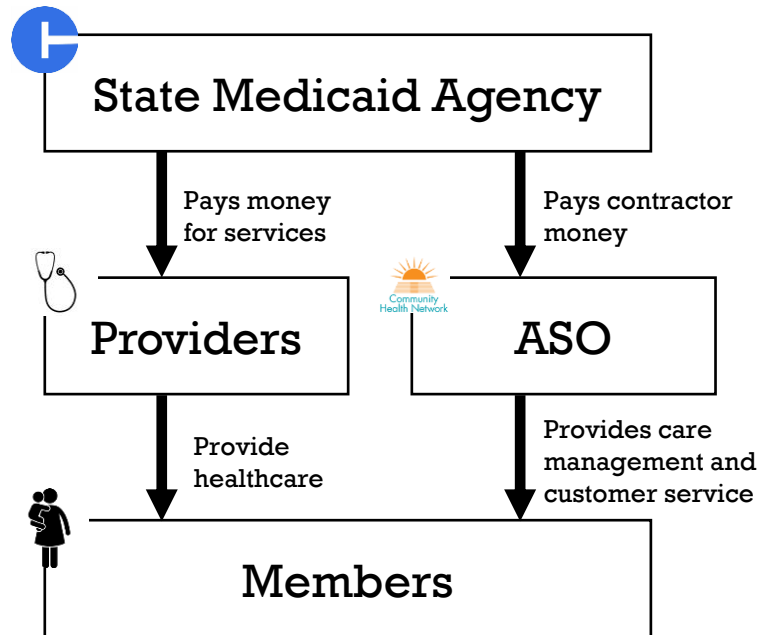 State Medicaid Agency
Pays money
for services
Pays contractor
money
Community
Health Network
Providers
ASO
Provide
healthcare
Provides care
management and
customer service
Members